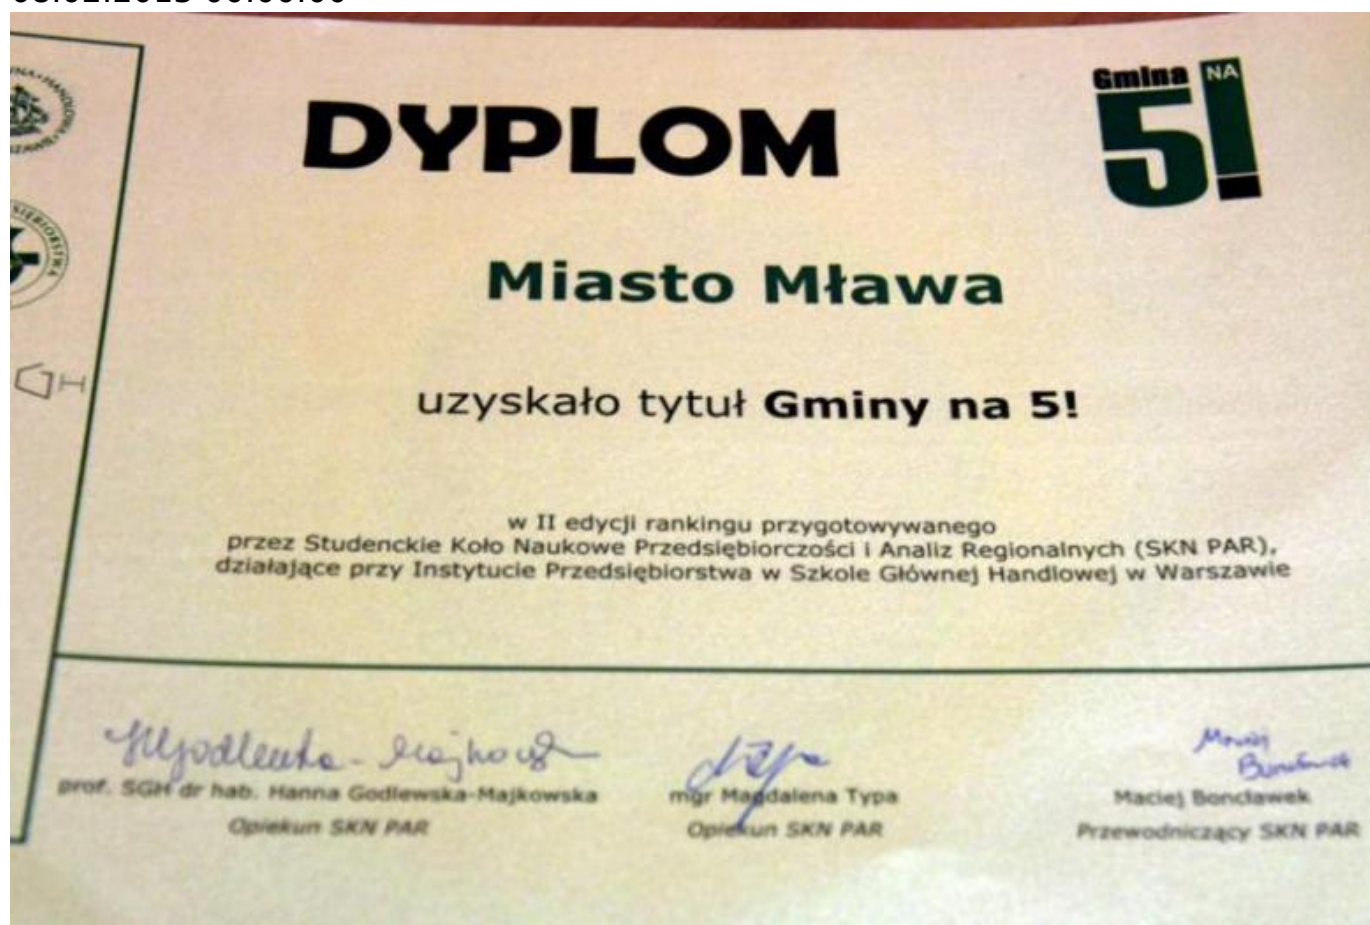 Gmina NA
5!
DYPLOM
Miasto Mława
uzyskało tytuł Gminy na 5!
w II edycji rankingu przygotowywanego
przez Studenckie Koło Naukowe Przedsiębiorczości i Analiz Regionalnych (SKN PAR),
działające przy Instytucie Przedsiębiorstwa w Szkole Głównej Handlowej w Warszawie
prof. SGH dr hab. Hanna Godlewska-Majkowska
Opiekun SKN PAR
mgr Magdalena Typa
Opiekun SKN PAR
Maciej Bonclawek
Przewodniczący SKN PAR